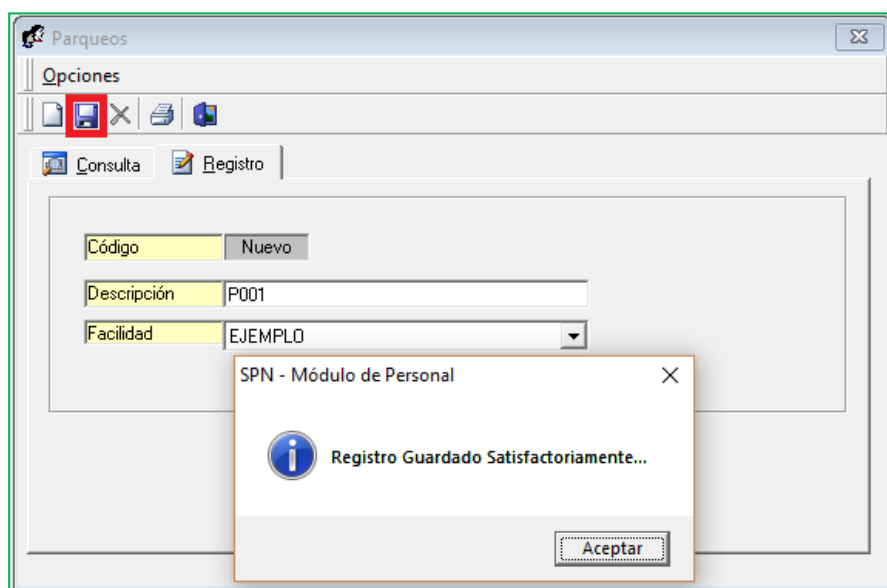 Parqueos
Opciones
Consulta
Registro
Código
Nuevo
Descripción
P001
Facilidad
EJEMPLO
SPN - Módulo de Personal
Registro Guardado Satisfactoriamente...
Aceptar